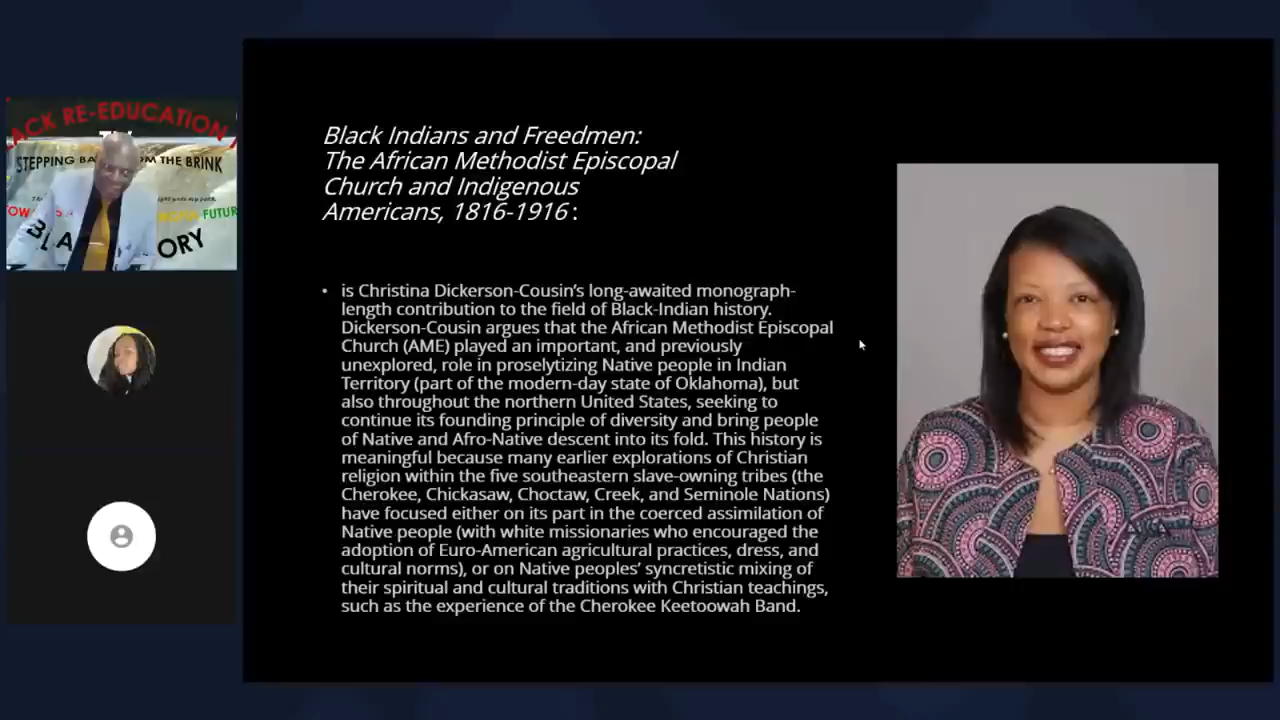 ACK RE-EDUCATION
STEPPING BA OM THE BRINK
FUTUR
BLA ORY
Black Indians and Freedmen:
The African Methodist Episcopal
Church and Indigenous
Americans, 1816-1916 :
• is Christina Dickerson-Cousin’s long-awaited monograph-
length contribution to the field of Black-Indian history.
Dickerson-Cousin argues that the African Methodist Episcopal
Church (AME) played an important, and previously
unexplored, role in proselytizing Native people in Indian
Territory (part of the modern-day state of Oklahoma), but
also throughout the northern United States, seeking to
continue its founding principle of diversity and bring people
of Native and Afro-Native descent into its fold. This history is
meaningful because many earlier explorations of Christian
religion within the five southeastern slave-owning tribes (the
Cherokee, Chickasaw, Choctaw, Creek, and Seminole Nations)
have focused either on its part in the coerced assimilation of
Native people (with white missionaries who encouraged the
adoption of Euro-American agricultural practices, dress, and
cultural norms), or on Native peoples’ syncretistic mixing of
their spiritual and cultural traditions with Christian teachings,
such as the experience of the Cherokee Keetoowah Band.